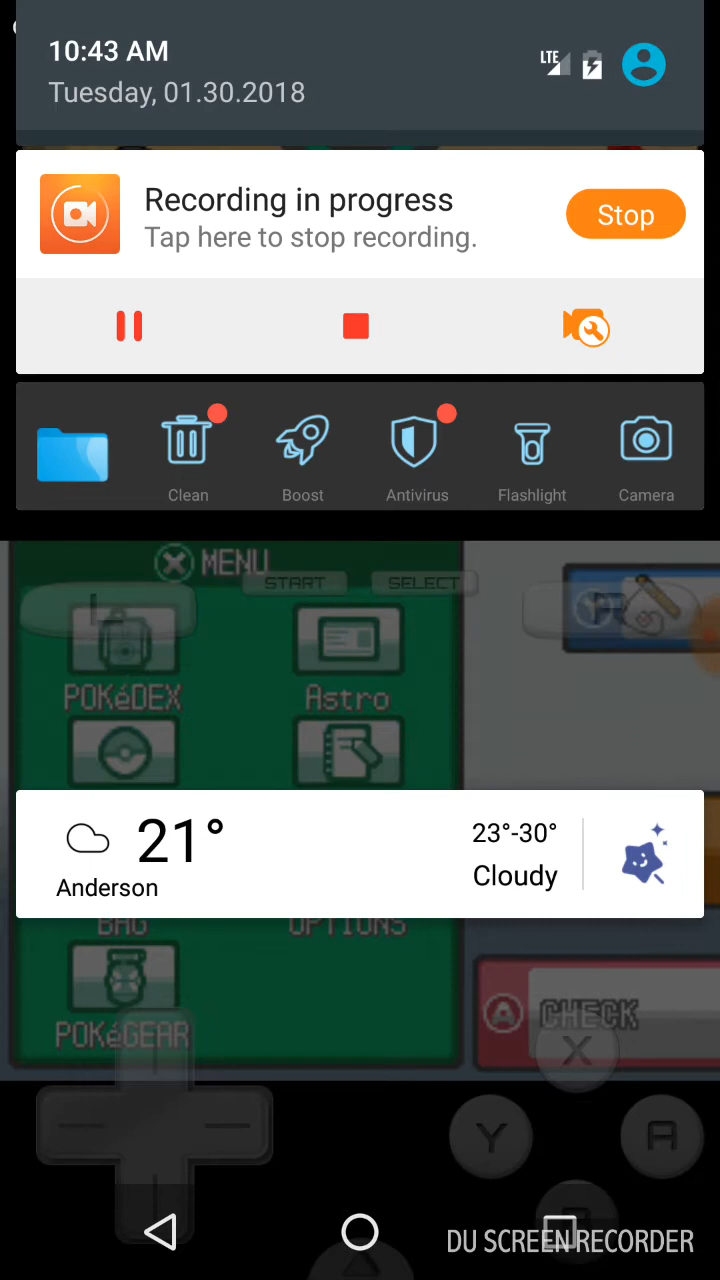 10:43 AM
LTE
Tuesday, 01.30.2018
Recording in progress
Tap here to stop recording.
Stop
Clean
Boost
Antivirus
Flashlight
Camera
MENU
START
SELECT
L
POKéDEX
Astro
21°
23°-30°
Anderson
Cloudy
BAG
OPTIONS
A
CHECK
POKéGEAR
X
Y
A
DU SCREEN RECORDER